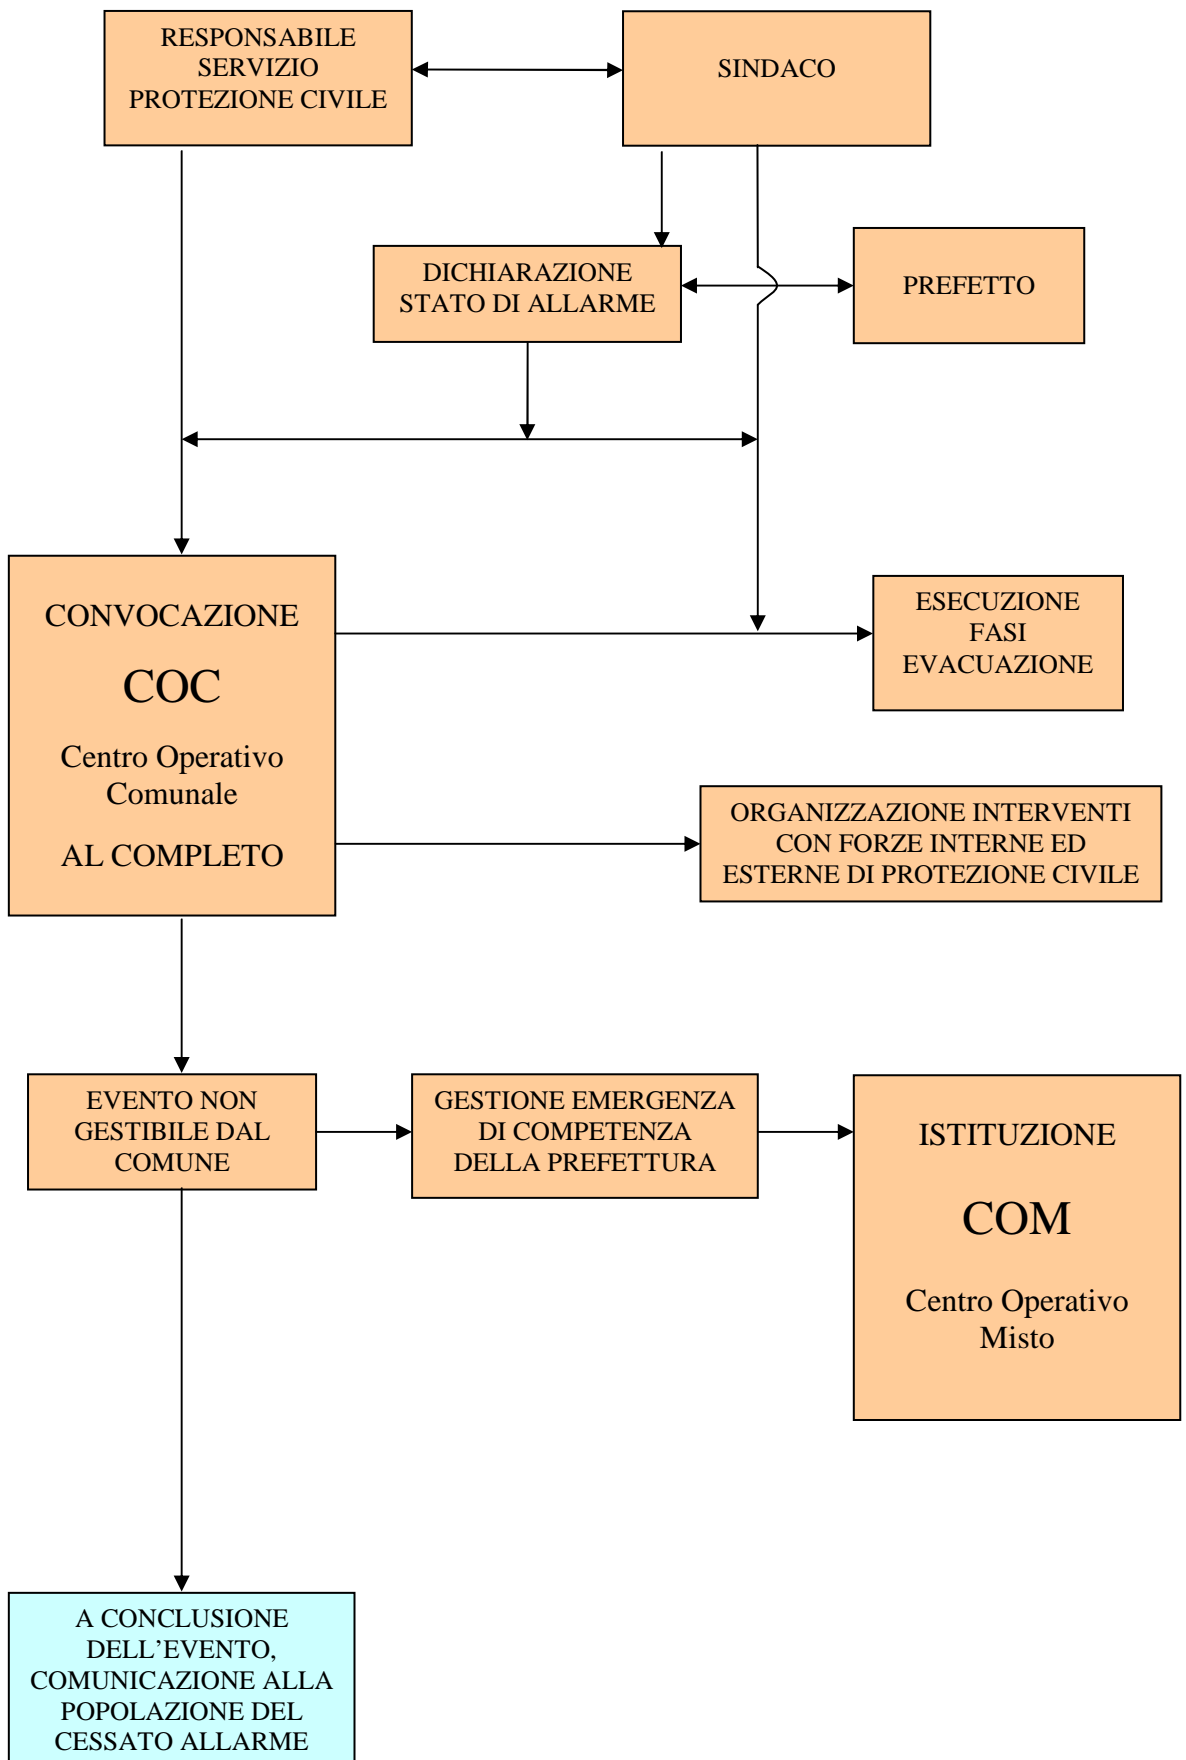 RESPONSABILE
SERVIZIO
PROTEZIONE CIVILE
SINDACO
DICHIARAZIONE
STATO DI ALLARME
PREFETTO
CONVOCAZIONE
COC
Centro Operativo
Comunale
AL COMPLETO
ESECUZIONE
FASI
EVACUAZIONE
ORGANIZZAZIONE INTERVENTI
CON FORZE INTERNE ED
ESTERNE DI PROTEZIONE CIVILE
EVENTO NON
GESTIBILE DAL
COMUNE
GESTIONE EMERGENZA
DI COMPETENZA
DELLA PREFETTURA
ISTITUZIONE
COM
Centro Operativo
Misto
A CONCLUSIONE
DELL’EVENTO,
COMUNICAZIONE ALLA
POPOLAZIONE DEL
CESSATO ALLARME